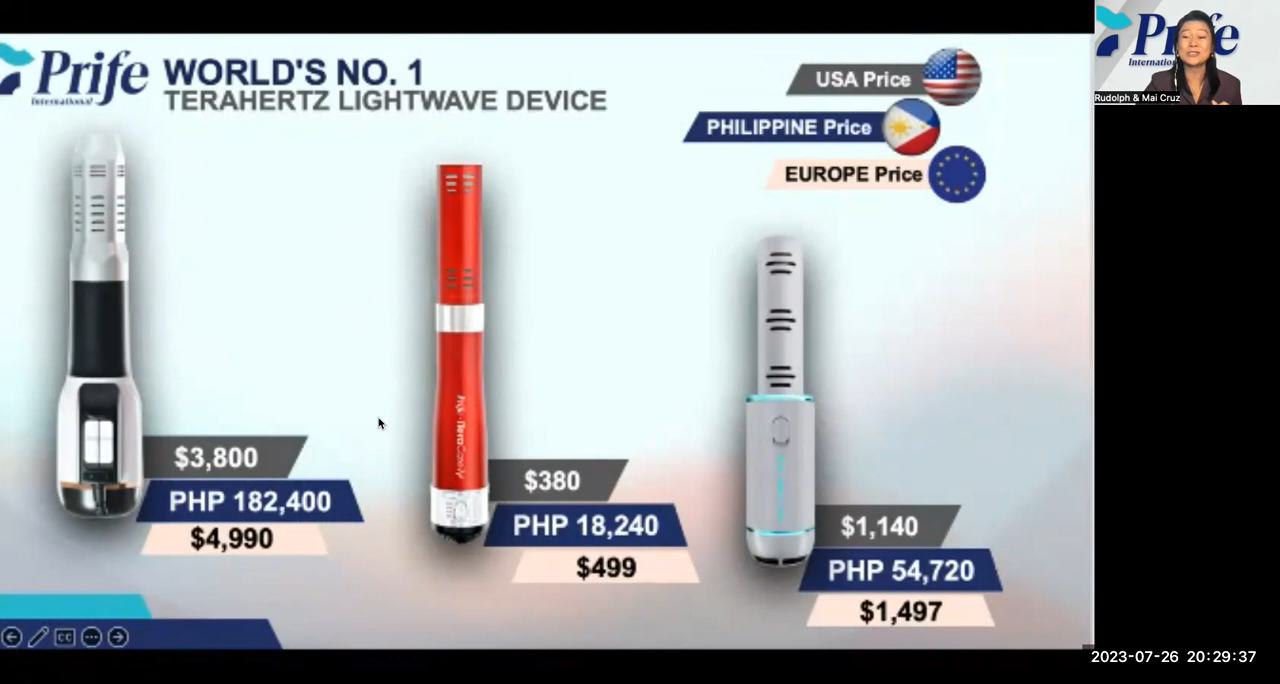 Prife
International
WORLD'S NO. 1
TERAHERTZ LIGHTWAVE DEVICE
USA Price
PHILIPPINE Price
EUROPE Price
$3,800
PHP 182,400
$4,990
$380
PHP 18,240
$499
$1,140
PHP 54,720
$1,497
CC
Prife
Rudolph & Mai Cruz
2023-07-26 20:29:37